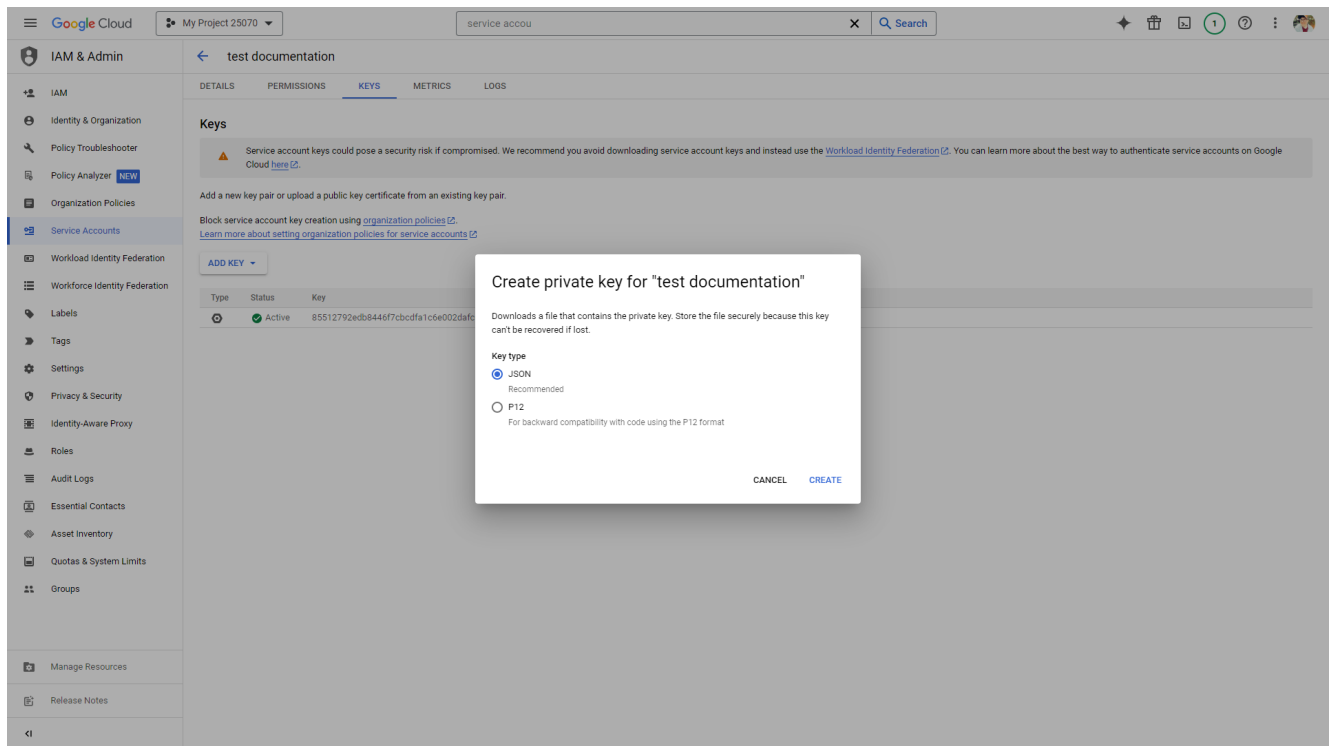 Google Cloud
My Project 25070
service accou
Search
1
IAM & Admin
test documentation
IAM
Identity & Organization
Policy Troubleshooter
Policy Analyzer NEW
Organization Policies
Service Accounts
Workload Identity Federation
Workforce Identity Federation
Labels
Tags
Settings
Privacy & Security
Identity-Aware Proxy
Roles
Audit Logs
Essential Contacts
Asset Inventory
Quotas & System Limits
Groups
Manage Resources
Release Notes
DETAILS PERMISSIONS KEYS METRICS LOGS
Keys
Service account keys could pose a security risk if compromised. We recommend you avoid downloading service account keys and instead use the Workload Identity Federation. You can learn more about the best way to authenticate service accounts on Google
Cloud here.
Add a new key pair or upload a public key certificate from an existing key pair.
Block service account key creation using organization policies.
Learn more about setting organization policies for service accounts
ADD KEY
Type Status Key
Active 85512792edb8446f7cbcdfa1c6e002dafc
Create private key for "test documentation"
Downloads a file that contains the private key. Store the file securely because this key
can't be recovered if lost.
Key type
JSON
Recommended
P12
For backward compatibility with code using the P12 format
CANCEL CREATE